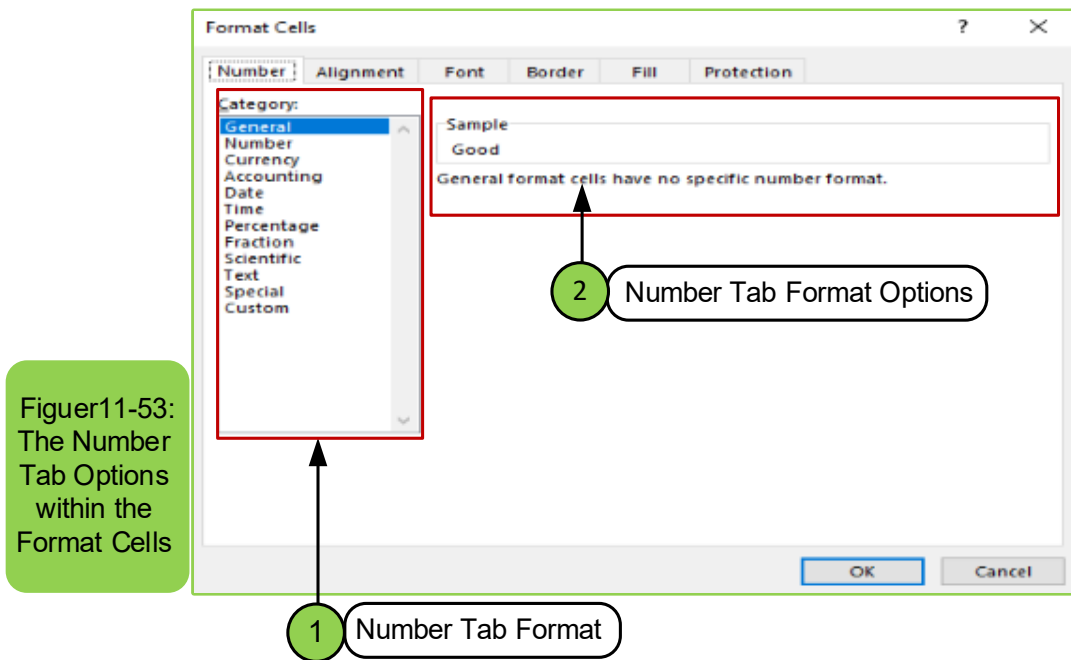 Format Cells
?
Number Alignment Font Border Fill Protection
Category:
General
Number
Currency
Accounting
Date
Time
Percentage
Fraction
Scientific
Text
Special
Custom
Sample
Good
General format cells have no specific number format.
2 Number Tab Format Options
Figuer11-53:
The Number
Tab Options
within the
Format Cells
OK Cancel
1 Number Tab Format